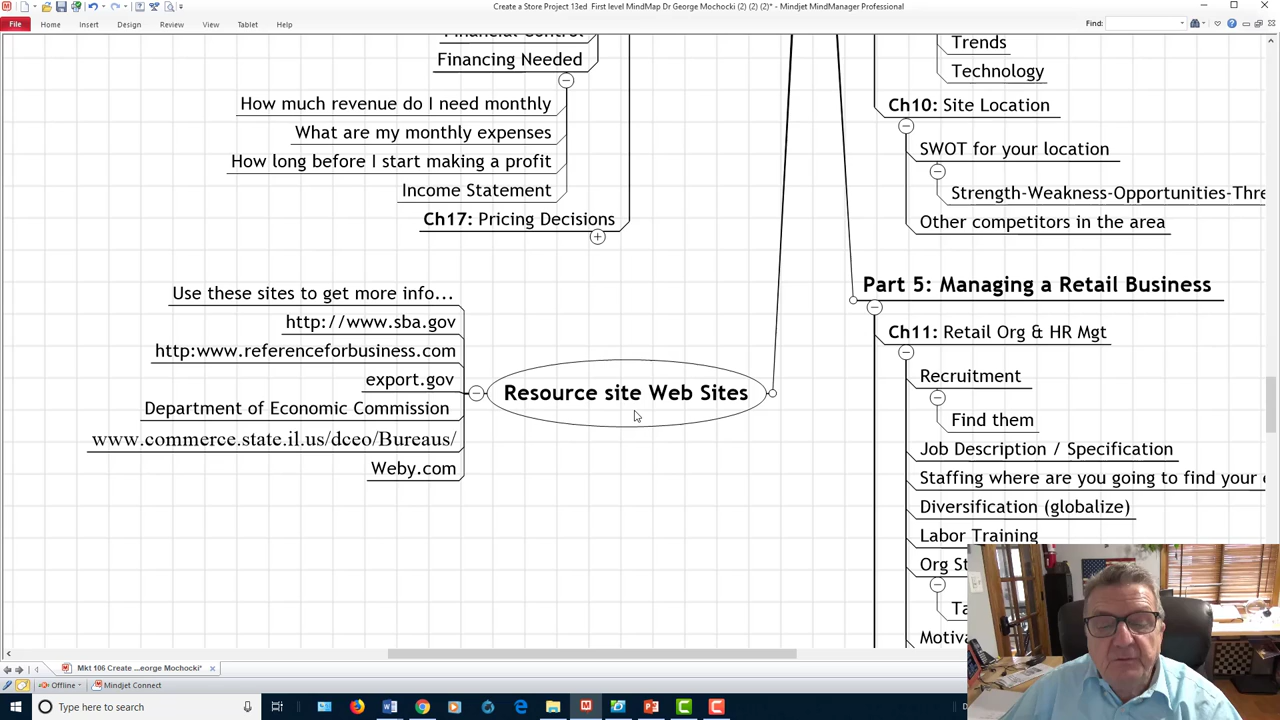 Create a Store Project 13ed First level MindMap Dr George Mochocki (2) (2) (2)* - Mindjet MindManager Professional
File Home Insert Design Review View Tablet Help Find:
Financial Control
Financing Needed
How much revenue do I need monthly
What are my monthly expenses
How long before I start making a profit
Income Statement
Ch17: Pricing Decisions
Use these sites to get more info...
http://www.sba.gov
http:www.referenceforbusiness.com
export.gov
Department of Economic Commission
www.commerce.state.il.us/dceo/Bureaus/
Weby.com
Resource site Web Sites
Trends
Technology
Ch10: Site Location
SWOT for your location
Strength-Weakness-Opportunities-Thre
Other competitors in the area
Part 5: Managing a Retail Business
Ch11: Retail Org & HR Mgt
Recruitment
Find them
Job Description / Specification
Staffing where are you going to find your
Diversification (globalize)
Labor Training
Org St
Ta
Motiva
Mkt 106 Create ...eorge Mochocki*
Offline Mindjet Connect
Type here to search